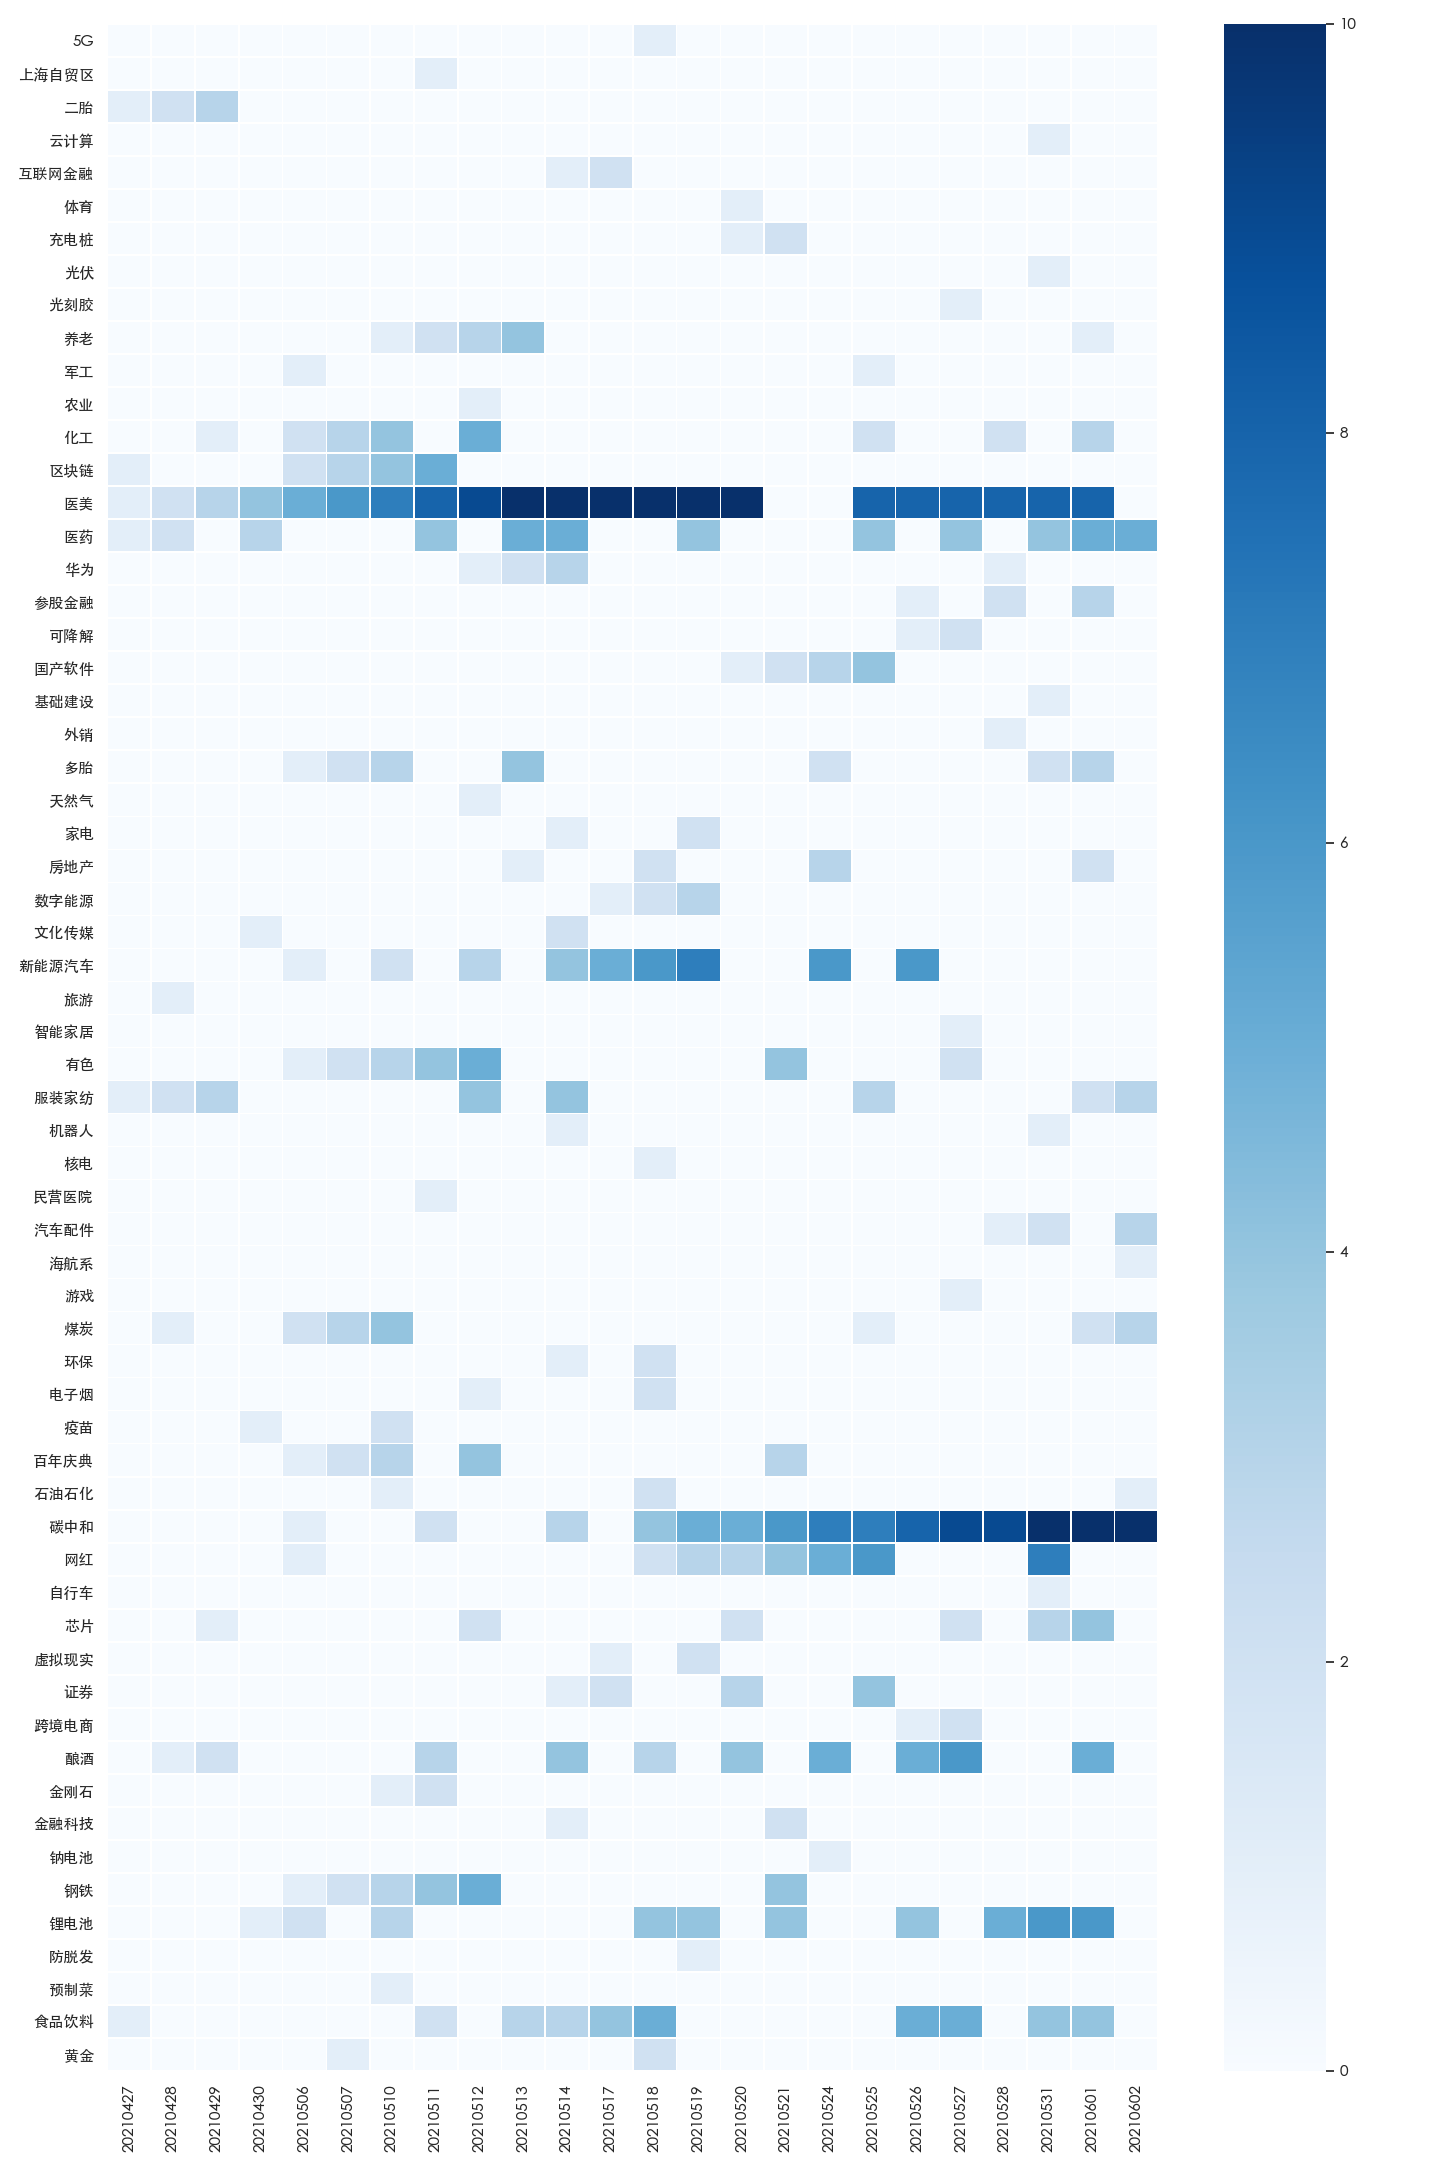 5G
上海自贸区
二胎
云计算
互联网金融
体育
充电桩
光伏
光刻胶
养老
军工
农业
化工
区块链
医美
医药
华为
参股金融
可降解
国产软件
基础建设
外销
多胎
天然气
家电
房地产
数字能源
文化传媒
新能源汽车
旅游
智能家居
有色
服装家纺
机器人
核电
民营医院
汽车配件
海航系
游戏
煤炭
环保
电子烟
疫苗
百年庆典
石油石化
碳中和
网红
自行车
芯片
虚拟现实
证券
跨境电商
酿酒
金刚石
金融科技
钠电池
钢铁
锂电池
防脱发
预制菜
食品饮料
黄金
20210427
20210428
20210429
20210430
20210506
20210507
20210510
20210511
20210512
20210513
20210514
20210517
20210518
20210519
20210520
20210521
20210524
20210525
20210526
20210527
20210528
20210531
20210601
20210602
10
8
6
4
2
0